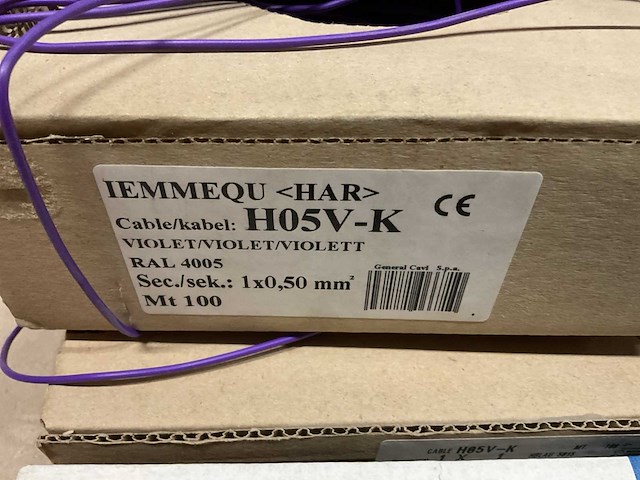 IEMMEQU <HAR>
CE
Cable/kabel: H05V-K
VIOLET/VIOLET/VIOLETT
RAL 4005
General Cavi S.p.a.
Sec./sek.: 1x0,50 mm²
Mt 100
CABLE H05V-K
1 X